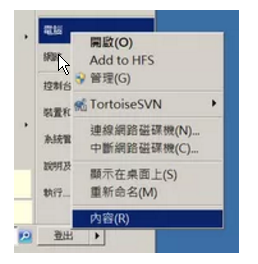 電腦
開啟(O)
網路
Add to HFS
管理(G)
控制台
TortoiseSVN
裝置和
連線網路磁碟機(N)...
系統管
中斷網路磁碟機(C)...
說明及
顯示在桌面上(S)
執行...
重新命名(M)
內容(R)
登出